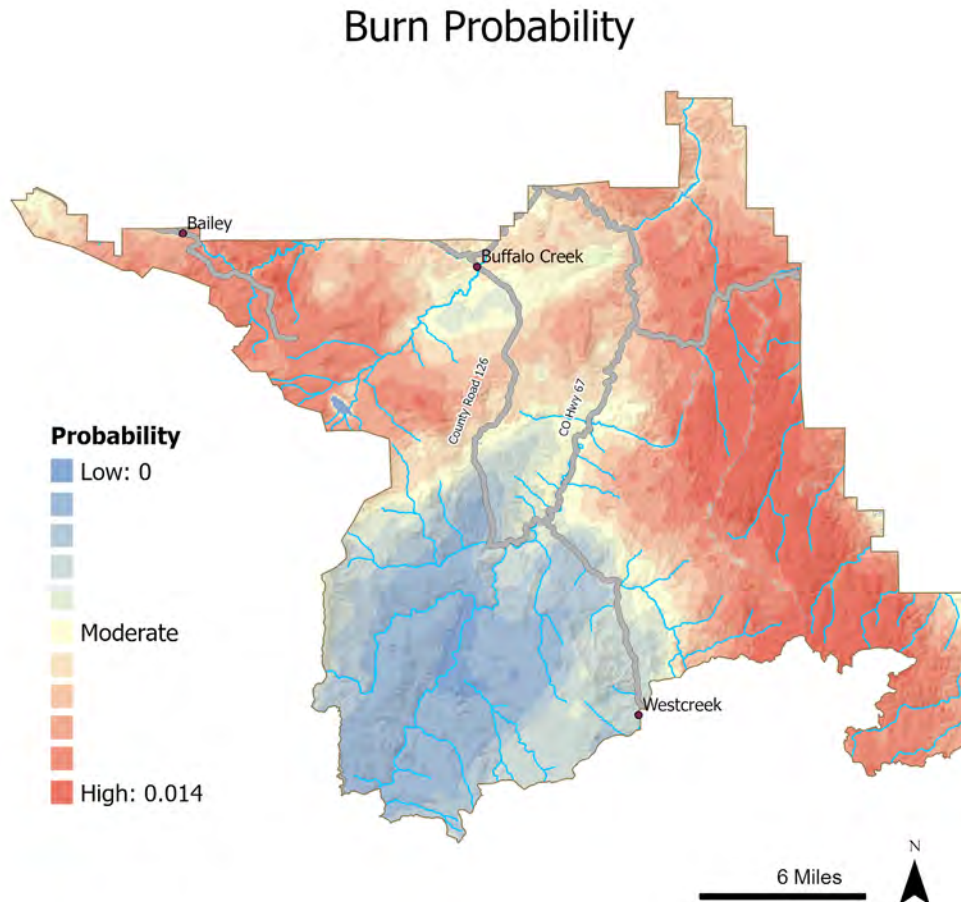 Burn Probability
Bailey
Buffalo Creek
County Road 126
CO Hwy 67
Probability
Low: 0
Moderate
High: 0.014
Westcreek
N
6 Miles